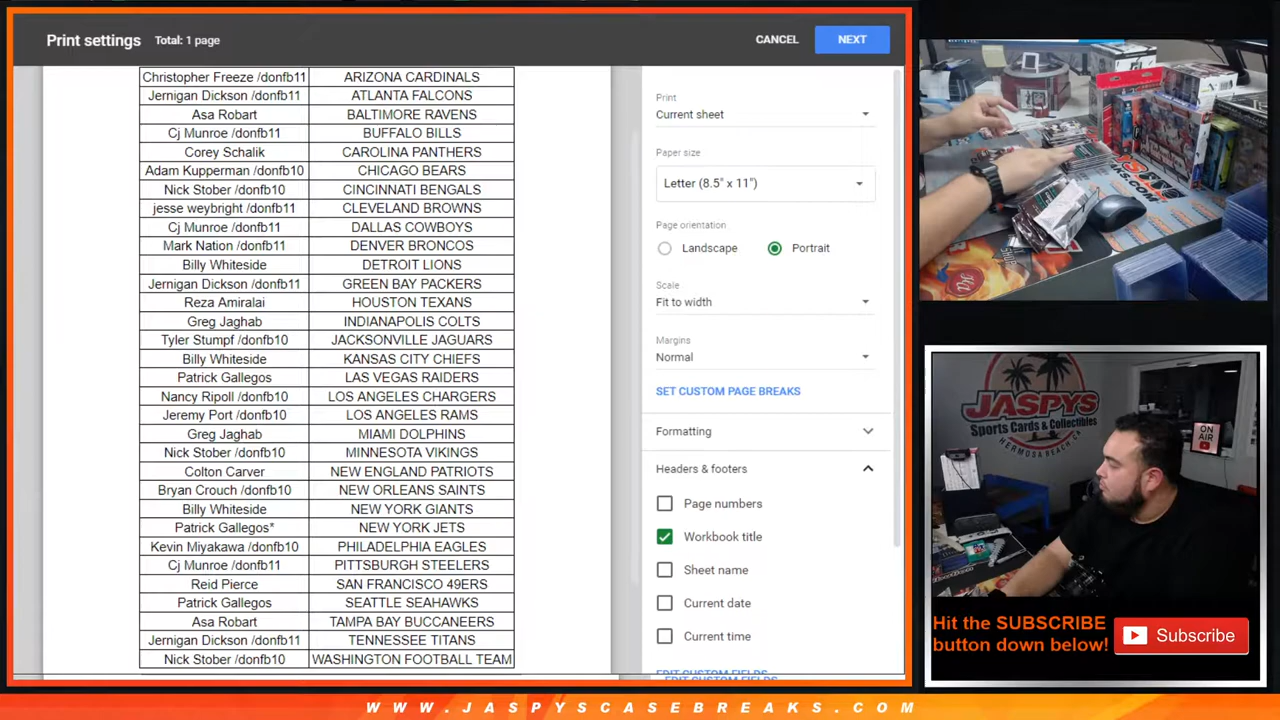 Print settings Total: 1 page CANCEL NEXT
Christopher Freeze /donfb11 ARIZONA CARDINALS
Jernigan Dickson /donfb11 ATLANTA FALCONS
Asa Robart BALTIMORE RAVENS
Cj Munroe /donfb11 BUFFALO BILLS
Corey Schalik CAROLINA PANTHERS
Adam Kupperman /donfb10 CHICAGO BEARS
Nick Stober /donfb10 CINCINNATI BENGALS
jesse weybright /donfb11 CLEVELAND BROWNS
Cj Munroe /donfb11 DALLAS COWBOYS
Mark Nation /donfb11 DENVER BRONCOS
Billy Whiteside DETROIT LIONS
Jernigan Dickson /donfb11 GREEN BAY PACKERS
Reza Amiralai HOUSTON TEXANS
Greg Jaghab INDIANAPOLIS COLTS
Tyler Stumpf /donfb10 JACKSONVILLE JAGUARS
Billy Whiteside KANSAS CITY CHIEFS
Patrick Gallegos LAS VEGAS RAIDERS
Nancy Ripoll /donfb10 LOS ANGELES CHARGERS
Jeremy Port /donfb10 LOS ANGELES RAMS
Greg Jaghab MIAMI DOLPHINS
Nick Stober /donfb10 MINNESOTA VIKINGS
Colton Carver NEW ENGLAND PATRIOTS
Bryan Crouch /donfb10 NEW ORLEANS SAINTS
Billy Whiteside NEW YORK GIANTS
Patrick Gallegos* NEW YORK JETS
Kevin Miyakawa /donfb10 PHILADELPHIA EAGLES
Cj Munroe /donfb11 PITTSBURGH STEELERS
Reid Pierce SAN FRANCISCO 49ERS
Patrick Gallegos SEATTLE SEAHAWKS
Asa Robart TAMPA BAY BUCCANEERS
Jernigan Dickson /donfb11 TENNESSEE TITANS
Nick Stober /donfb10 WASHINGTON FOOTBALL TEAM
Print
Current sheet
Paper size
Letter (8.5" x 11")
Page orientation
Landscape Portrait
Scale
Fit to width
Margins
Normal
SET CUSTOM PAGE BREAKS
Formatting
Headers & footers
Page numbers
Workbook title
Sheet name
Current date
Current time
EDIT CUSTOM FIELDS
EDIT CUSTOM FIELDS
JASPYS
Sports Cards & Collectibles
HERMOSA BEACH CA
ON
AIR
Hit the SUBSCRIBE
button down below!
Subscribe
WWW.JASPYSCASEBREAKS.COM